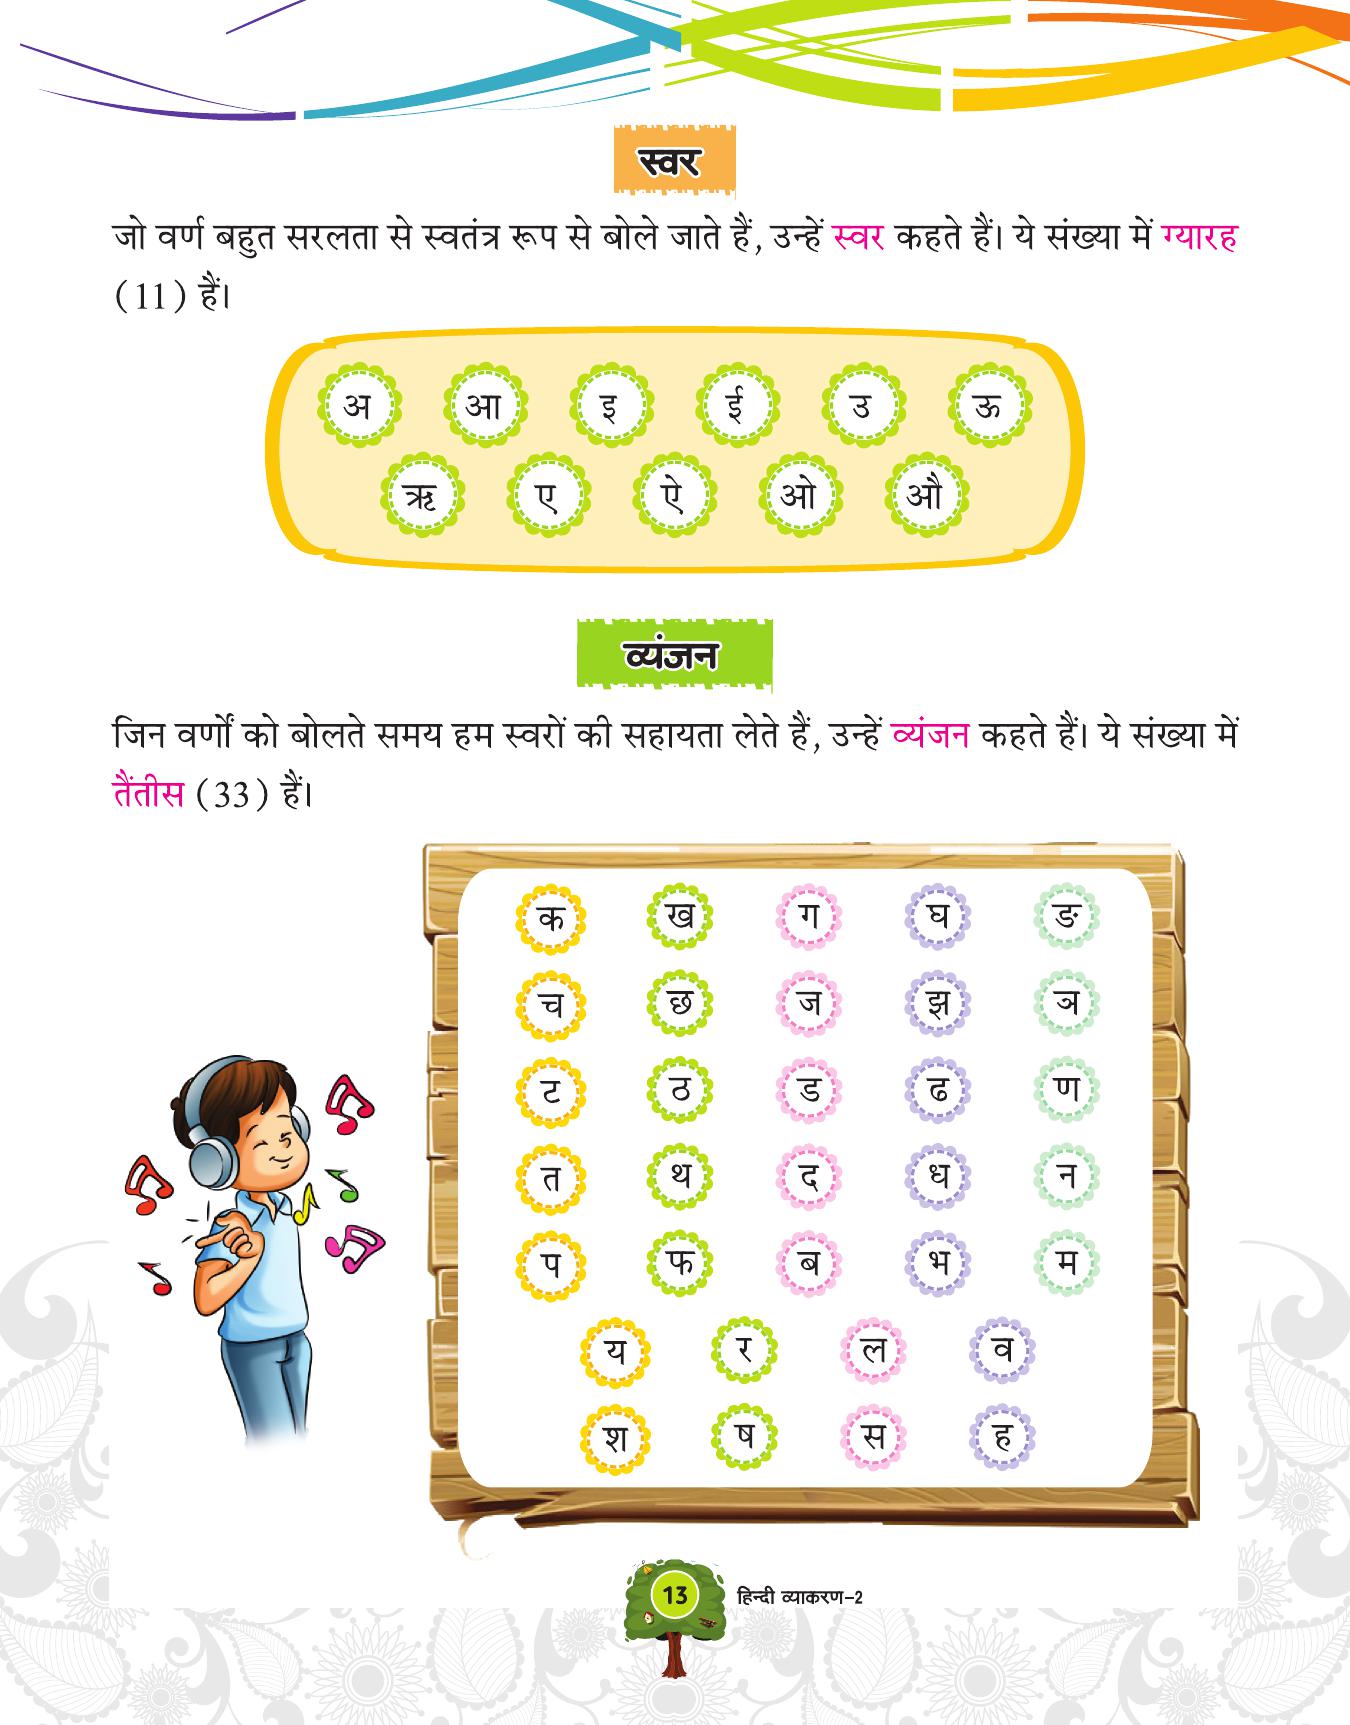 स्वर
जो वर्ण बहुत सरलता से स्वतंत्र रूप से बोले जाते हैं, उन्हें स्वर कहते हैं। ये संख्या में ग्यारह
(11) हैं।
अ आ इ ई उ ऊ
ऋ ए ऐ ओ औ
व्यंजन
जिन वर्णों को बोलते समय हम स्वरों की सहायता लेते हैं, उन्हें व्यंजन कहते हैं। ये संख्या में
तैंतीस (33) हैं।
क ख ग घ ङ
च छ ज झ ञ
ट ठ ड ढ ण
त थ द ध न
प फ ब भ म
य र ल व
श ष स ह
13 हिन्दी व्याकरण–2